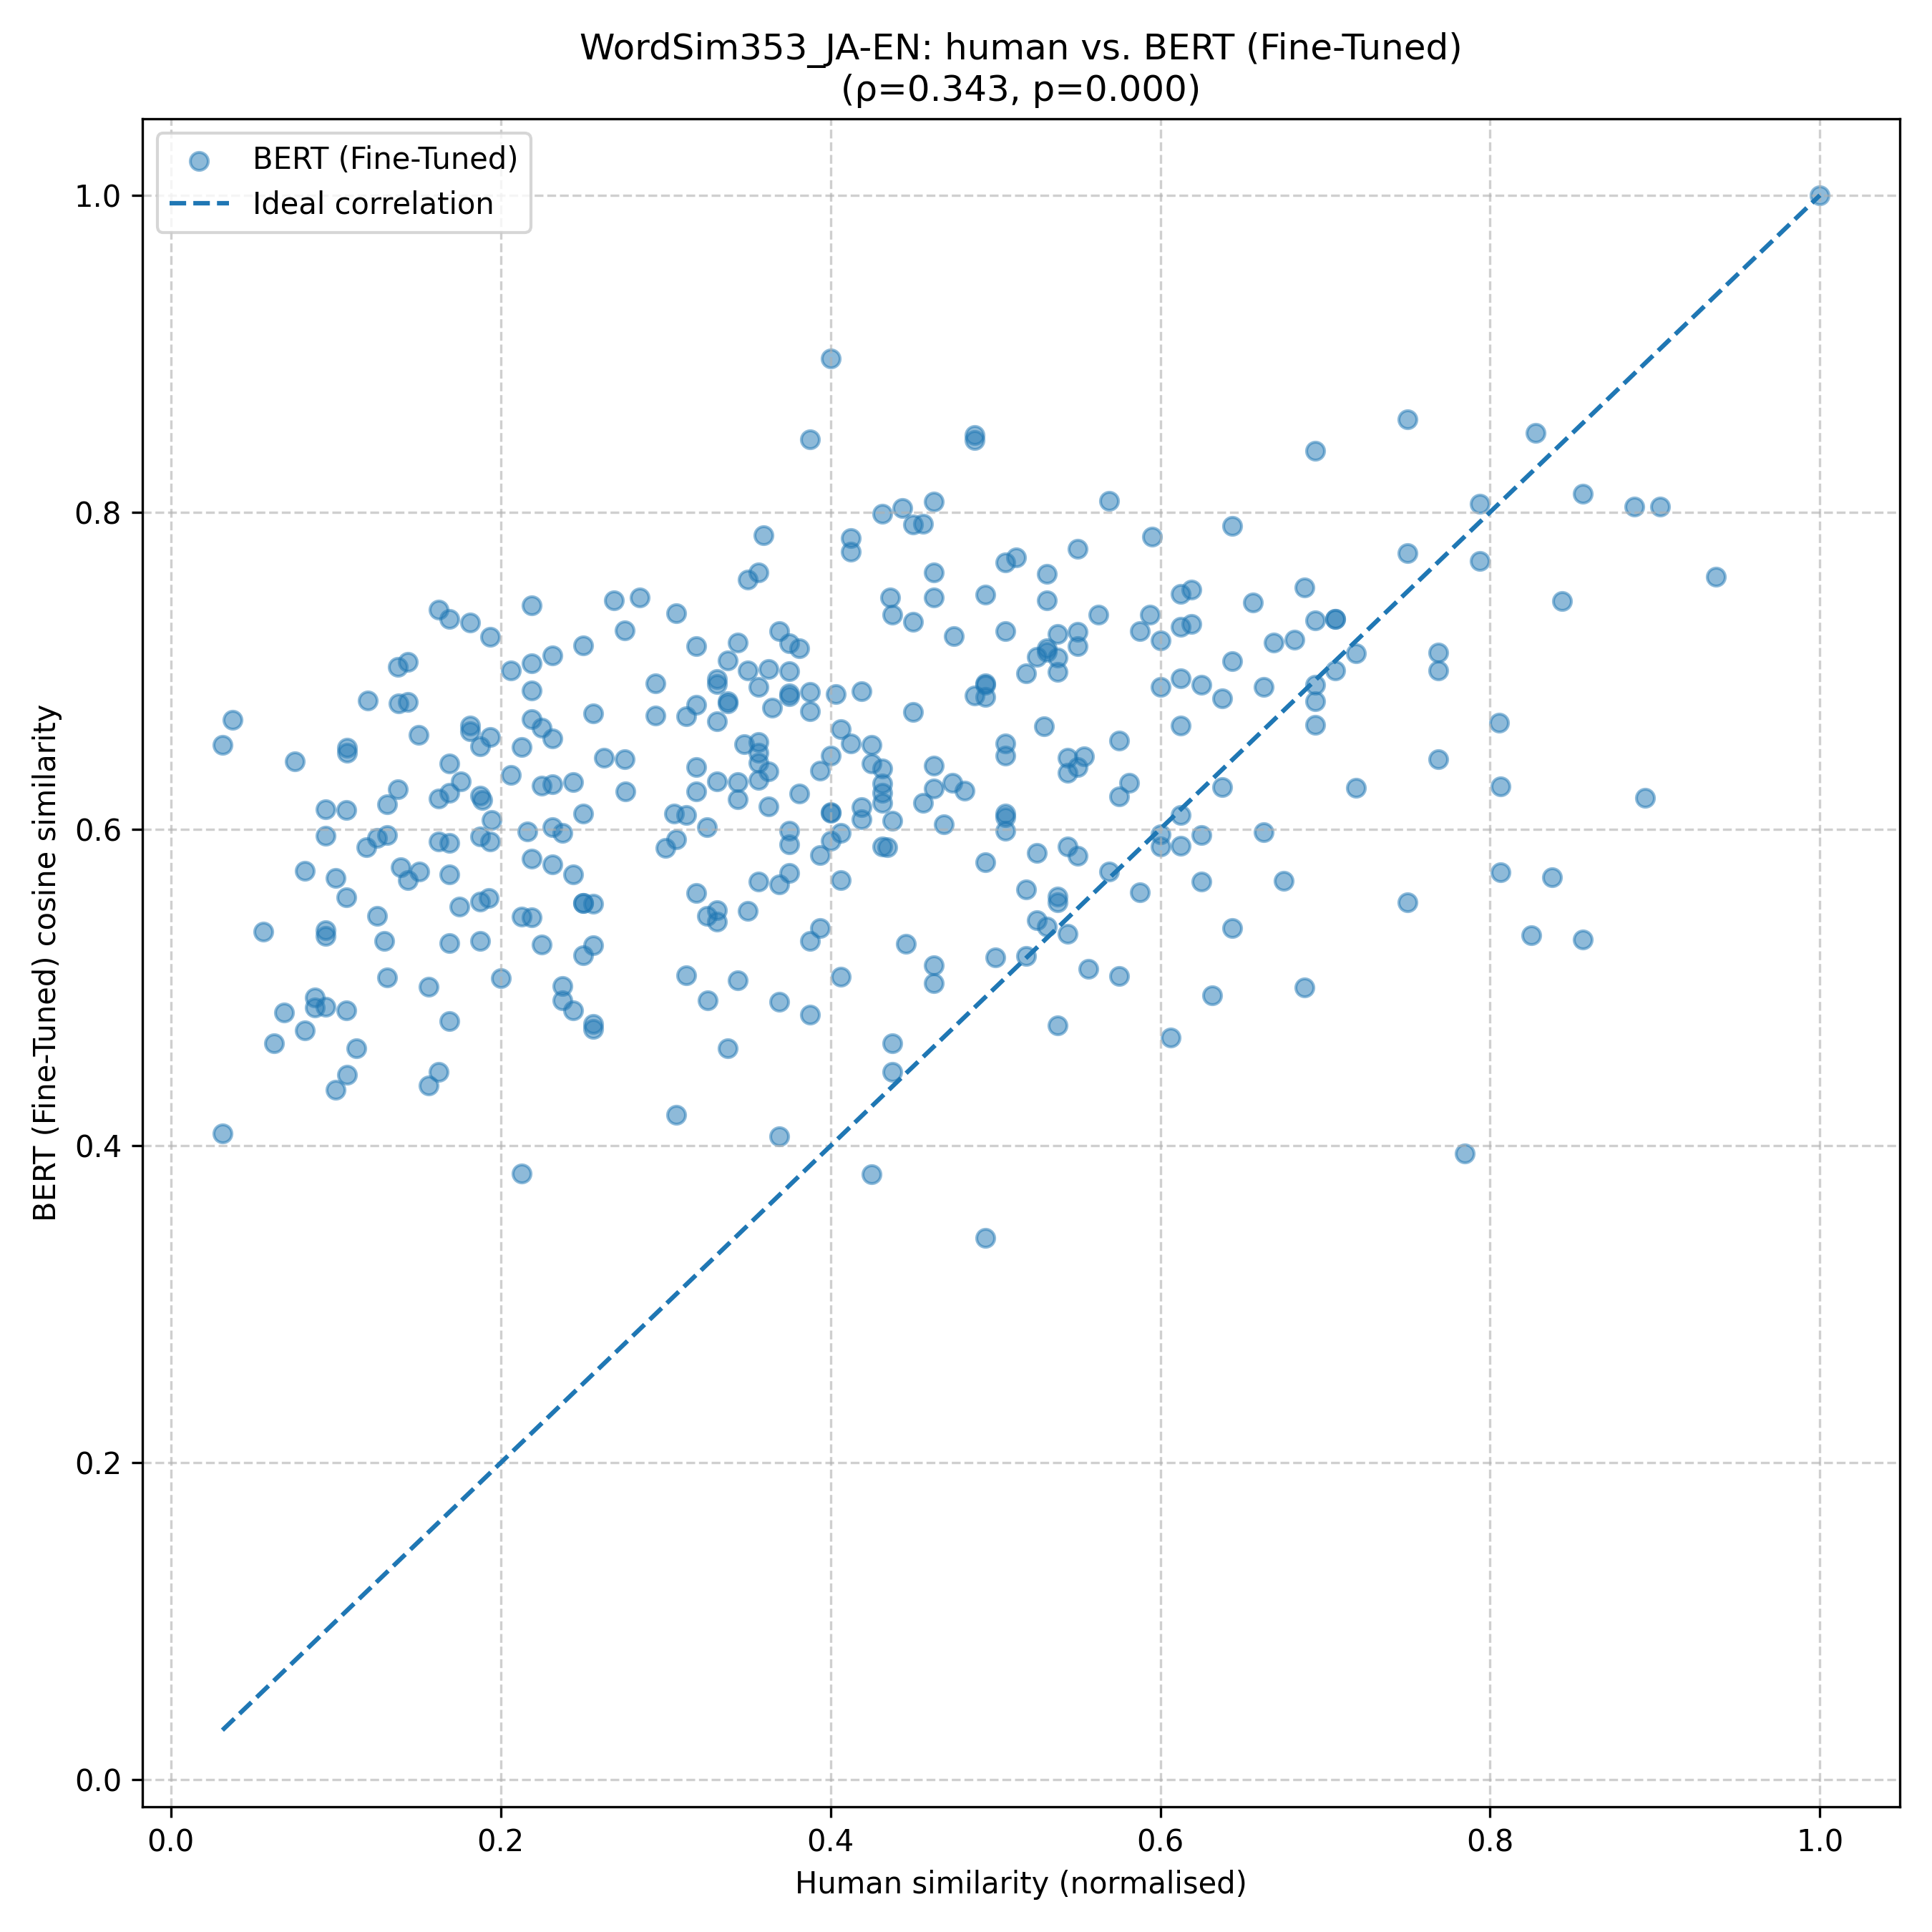 WordSim353_JA-EN: human vs. BERT (Fine-Tuned)
(ρ=0.343, p=0.000)
BERT (Fine-Tuned)
Ideal correlation
1.0
0.8
0.6
0.4
0.2
0.0
BERT (Fine-Tuned) cosine similarity
0.0 0.2 0.4 0.6 0.8 1.0
Human similarity (normalised)